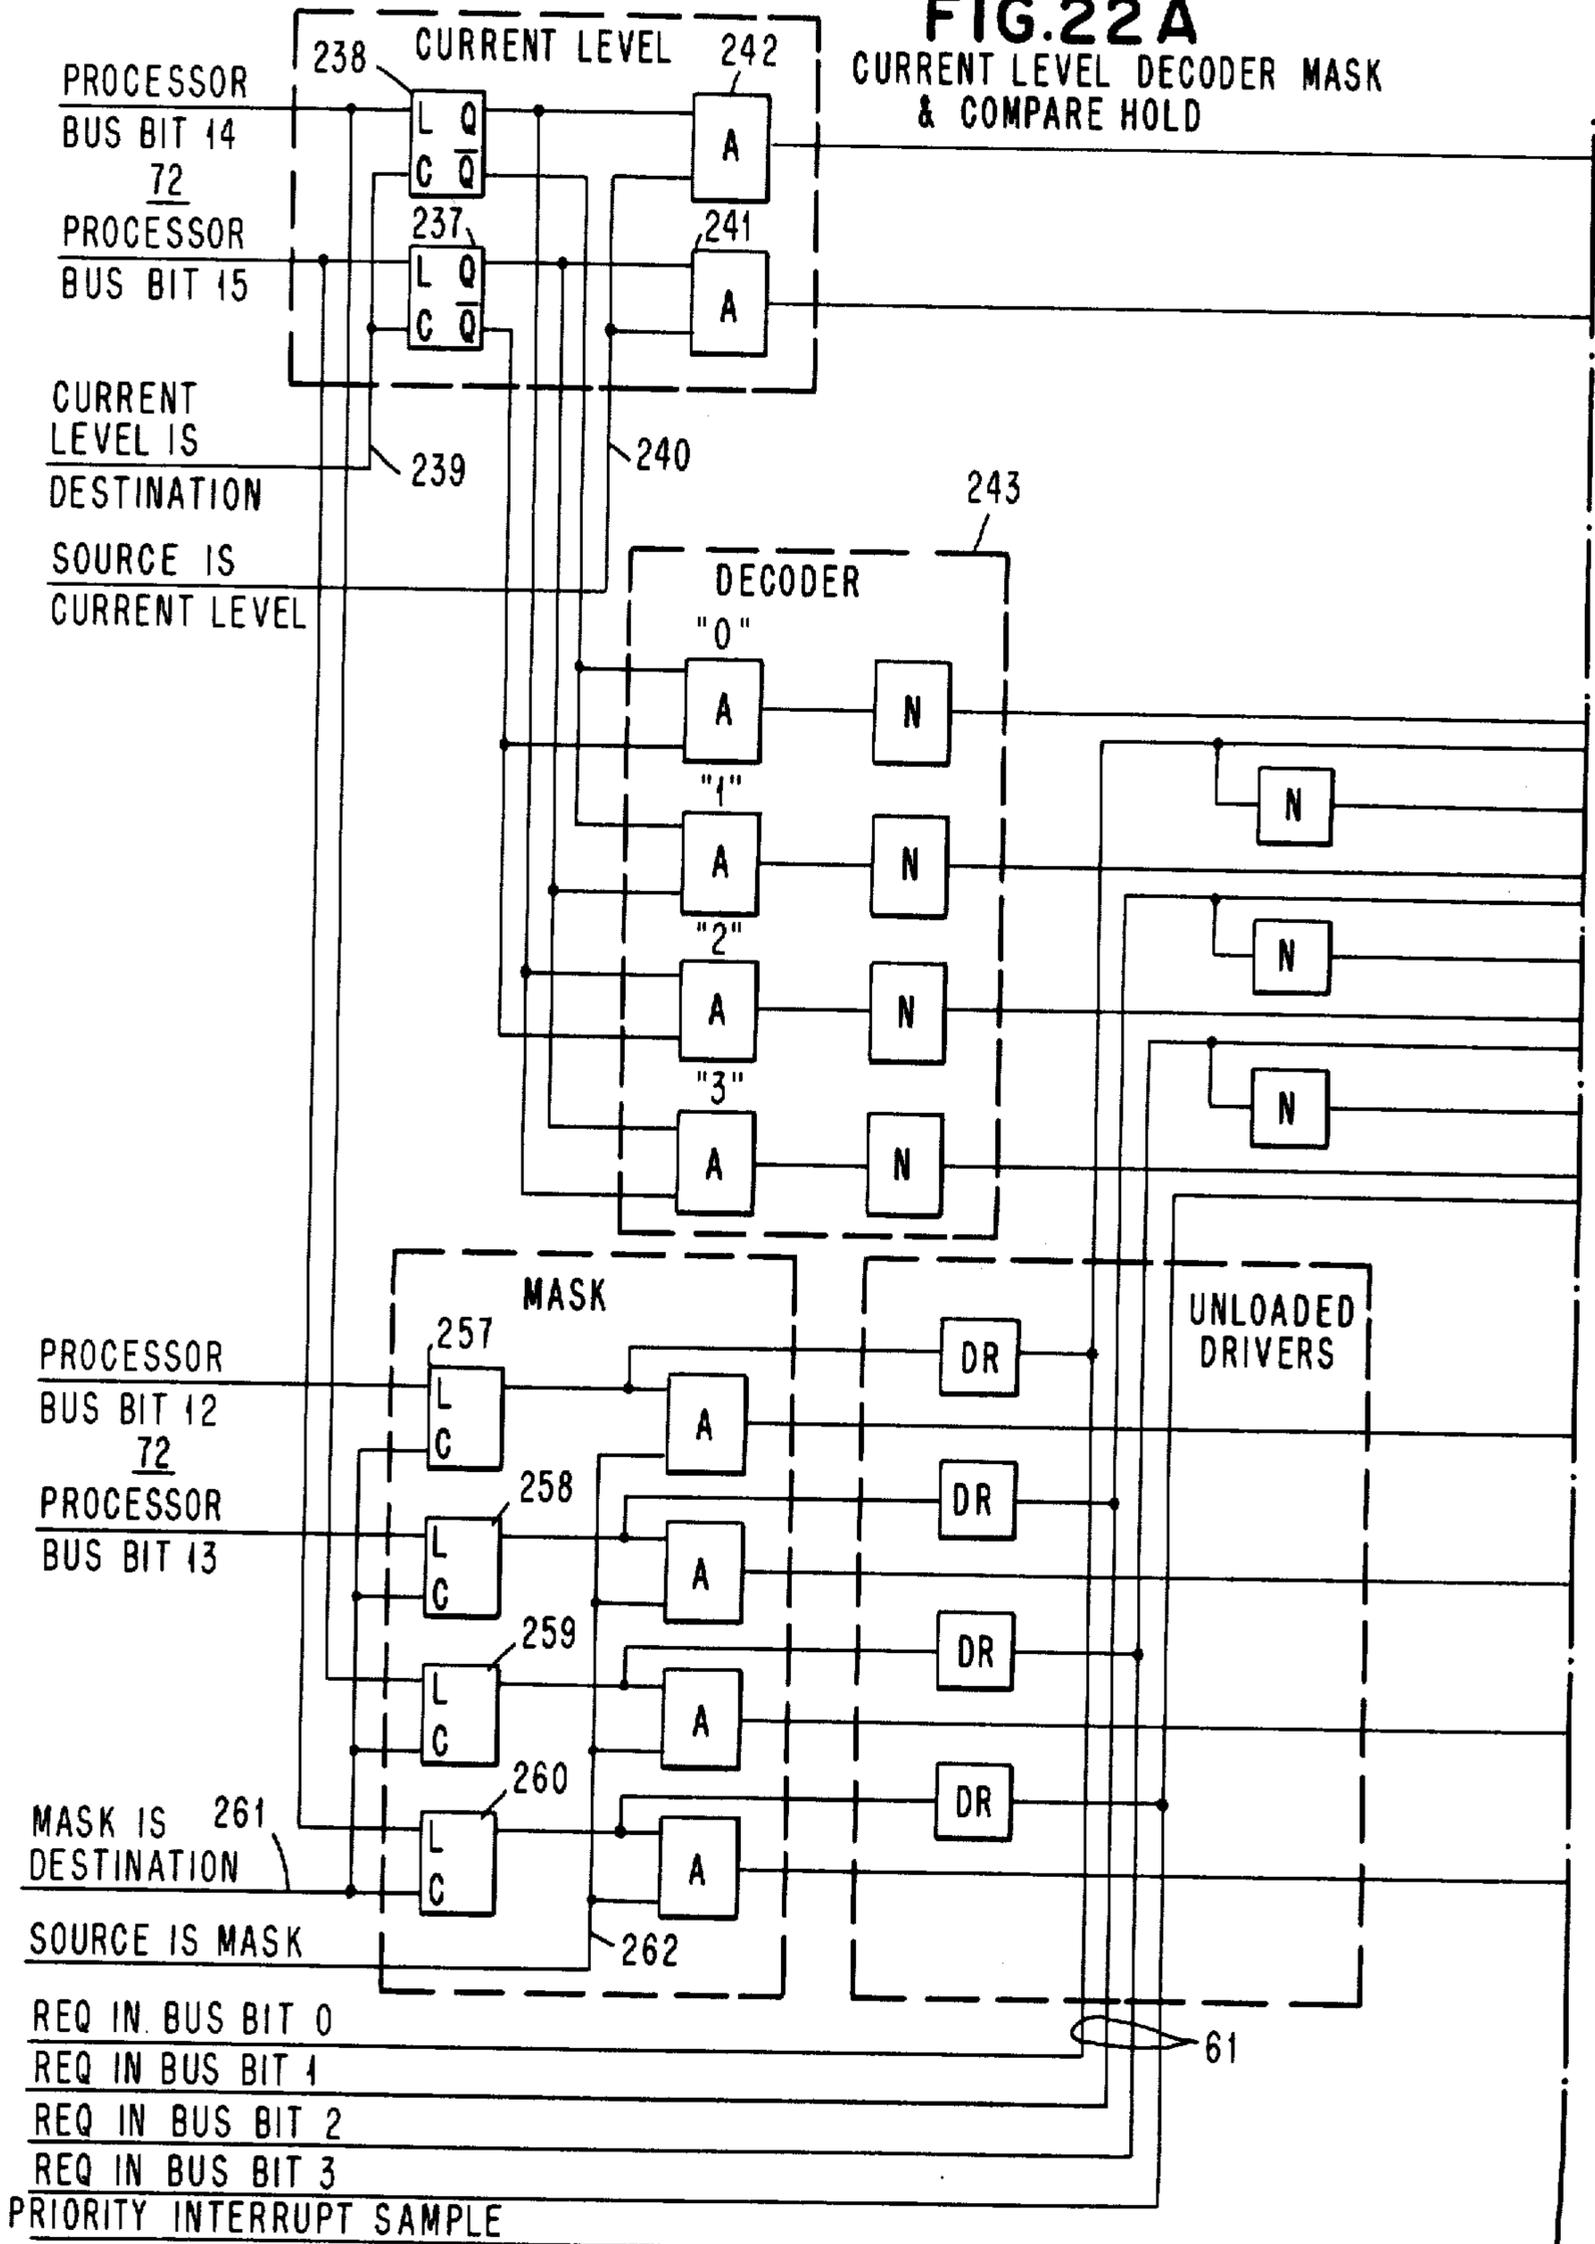 FIG.22A
CURRENT LEVEL DECODER MASK
& COMPARE HOLD
CURRENT LEVEL
238
242
PROCESSOR
BUS BIT 14
72
PROCESSOR
BUS BIT 15
L Q
C Q̅
A
237
241
L Q
C Q̅
A
CURRENT
LEVEL IS
DESTINATION
239
240
243
SOURCE IS
CURRENT LEVEL
DECODER
"0"
A
N
N
"1"
A
N
N
"2"
A
N
N
"3"
A
N
MASK
UNLOADED
DRIVERS
257
PROCESSOR
BUS BIT 12
72
PROCESSOR
BUS BIT 13
L
C
A
DR
258
L
C
A
DR
259
L
C
A
DR
260
L
C
A
DR
MASK IS
DESTINATION
261
SOURCE IS MASK
262
REQ IN BUS BIT 0
61
REQ IN BUS BIT 1
REQ IN BUS BIT 2
REQ IN BUS BIT 3
PRIORITY INTERRUPT SAMPLE